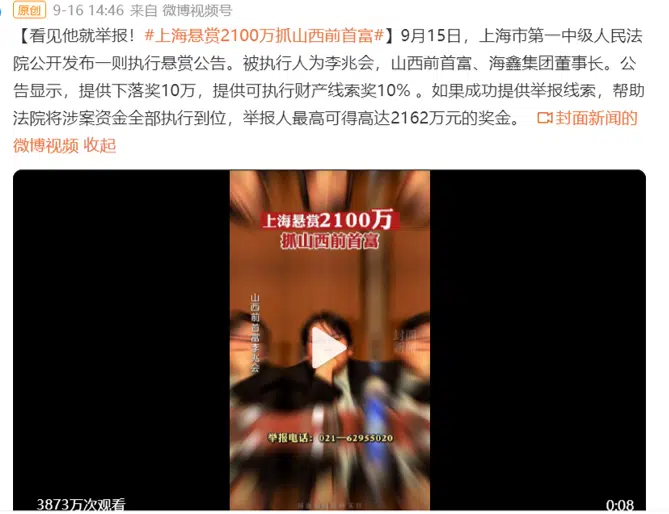 原创 9-16 14:46 来自 微博视频号
【看见他就举报！#上海悬赏2100万抓山西前首富#】9月15日，上海市第一中级人民法
院公开发布一则执行悬赏公告。被执行人为李兆会，山西前首富、海鑫集团董事长。公
告显示，提供下落奖10万，提供可执行财产线索奖10% 。如果成功提供举报线索，帮助
法院将涉案资金全部执行到位，举报人最高可得高达2162万元的奖金。 封面新闻的
微博视频 收起
上海悬赏2100万
抓山西前首富
山西前首富李兆会
举报电话：021—62955020
3873万次观看
0:08